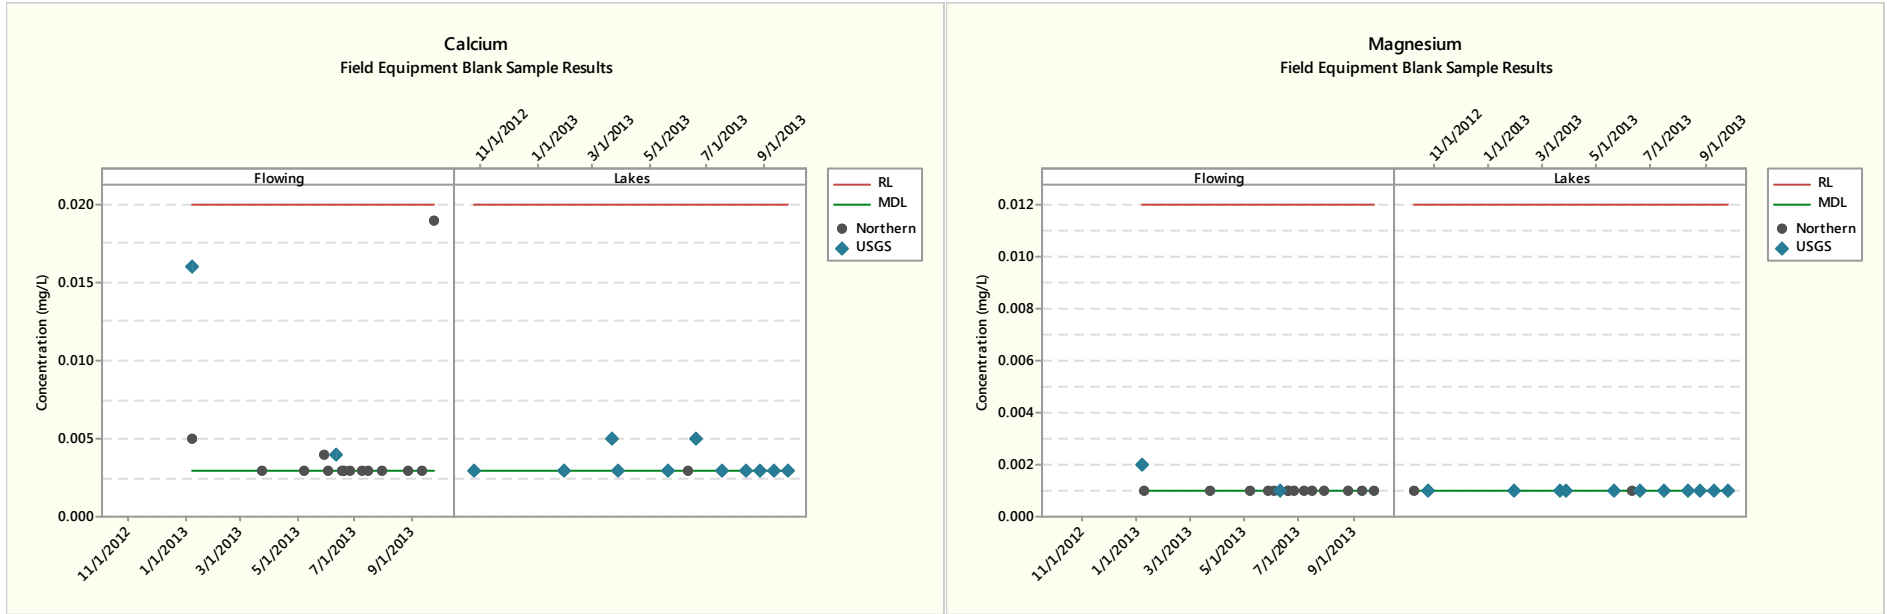 Calcium
Field Equipment Blank Sample Results
11/1/2012
1/1/2013
3/1/2013
5/1/2013
7/1/2013
9/1/2013
Flowing
Lakes
RL
MDL
Northern
USGS
Concentration (mg/L)
0.020
0.015
0.010
0.005
0.000
11/1/2012
1/1/2013
3/1/2013
5/1/2013
7/1/2013
9/1/2013
Magnesium
Field Equipment Blank Sample Results
11/1/2012
1/1/2013
3/1/2013
5/1/2013
7/1/2013
9/1/2013
Flowing
Lakes
RL
MDL
Northern
USGS
Concentration (mg/L)
0.012
0.010
0.008
0.006
0.004
0.002
0.000
11/1/2012
1/1/2013
3/1/2013
5/1/2013
7/1/2013
9/1/2013